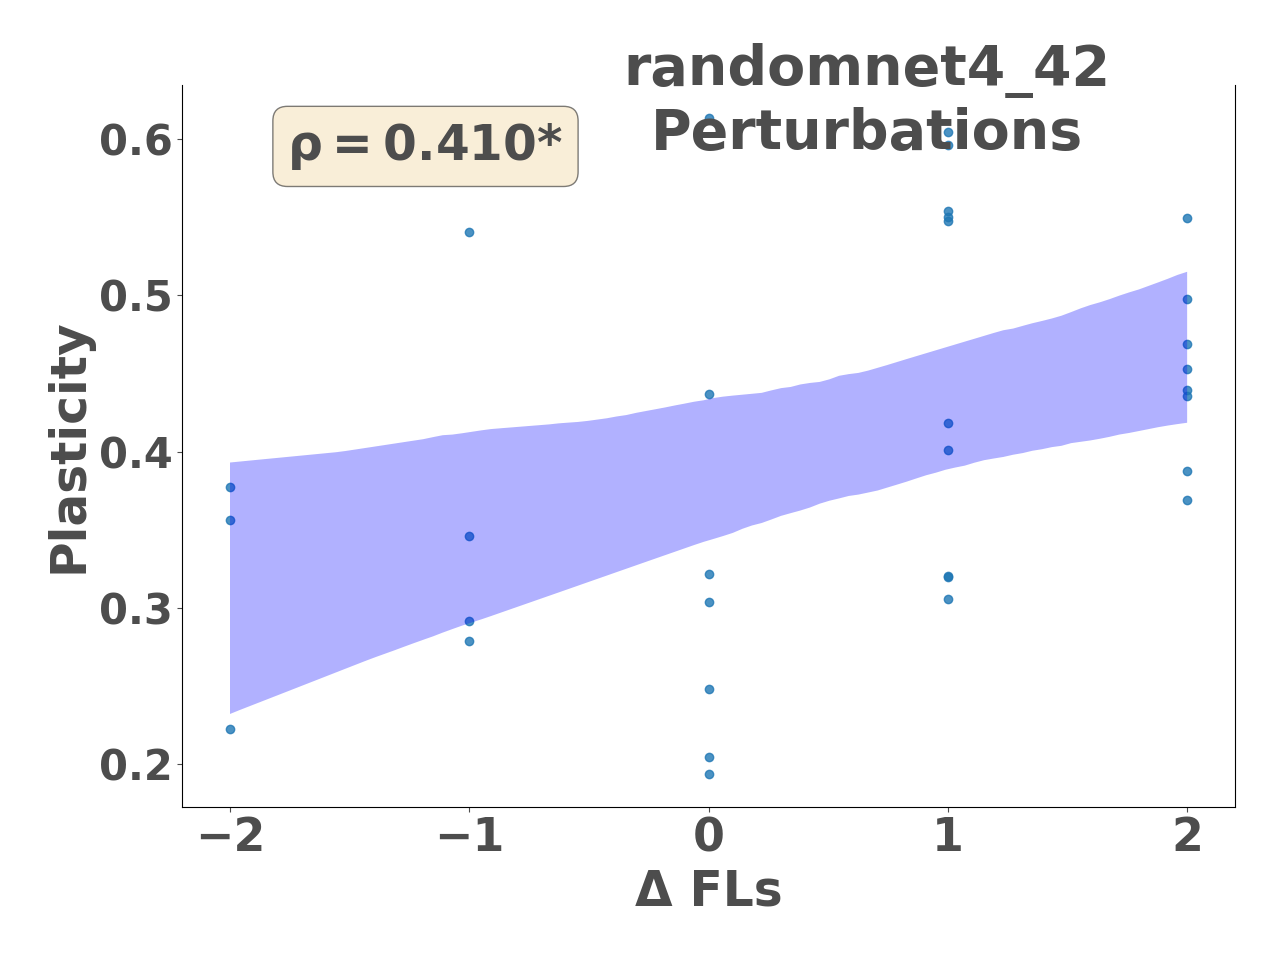 randomnet4_42
Perturbations
ρ = 0.410*
0.6
0.5
0.4
0.3
0.2
Plasticity
−2 −1 0 1 2
Δ FLs